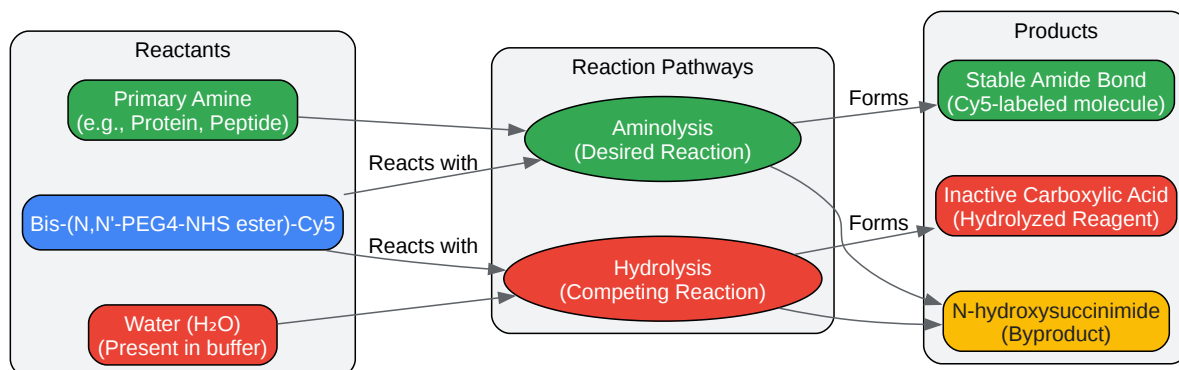 Reactants
Primary Amine
(e.g., Protein, Peptide)
Bis-(N,N'-PEG4-NHS ester)-Cy5
Water (H₂O)
(Present in buffer)
Reacts with
Reacts with
Reaction Pathways
Aminolysis
(Desired Reaction)
Hydrolysis
(Competing Reaction)
Forms
Forms
Products
Stable Amide Bond
(Cy5-labeled molecule)
Inactive Carboxylic Acid
(Hydrolyzed Reagent)
N-hydroxysuccinimide
(Byproduct)